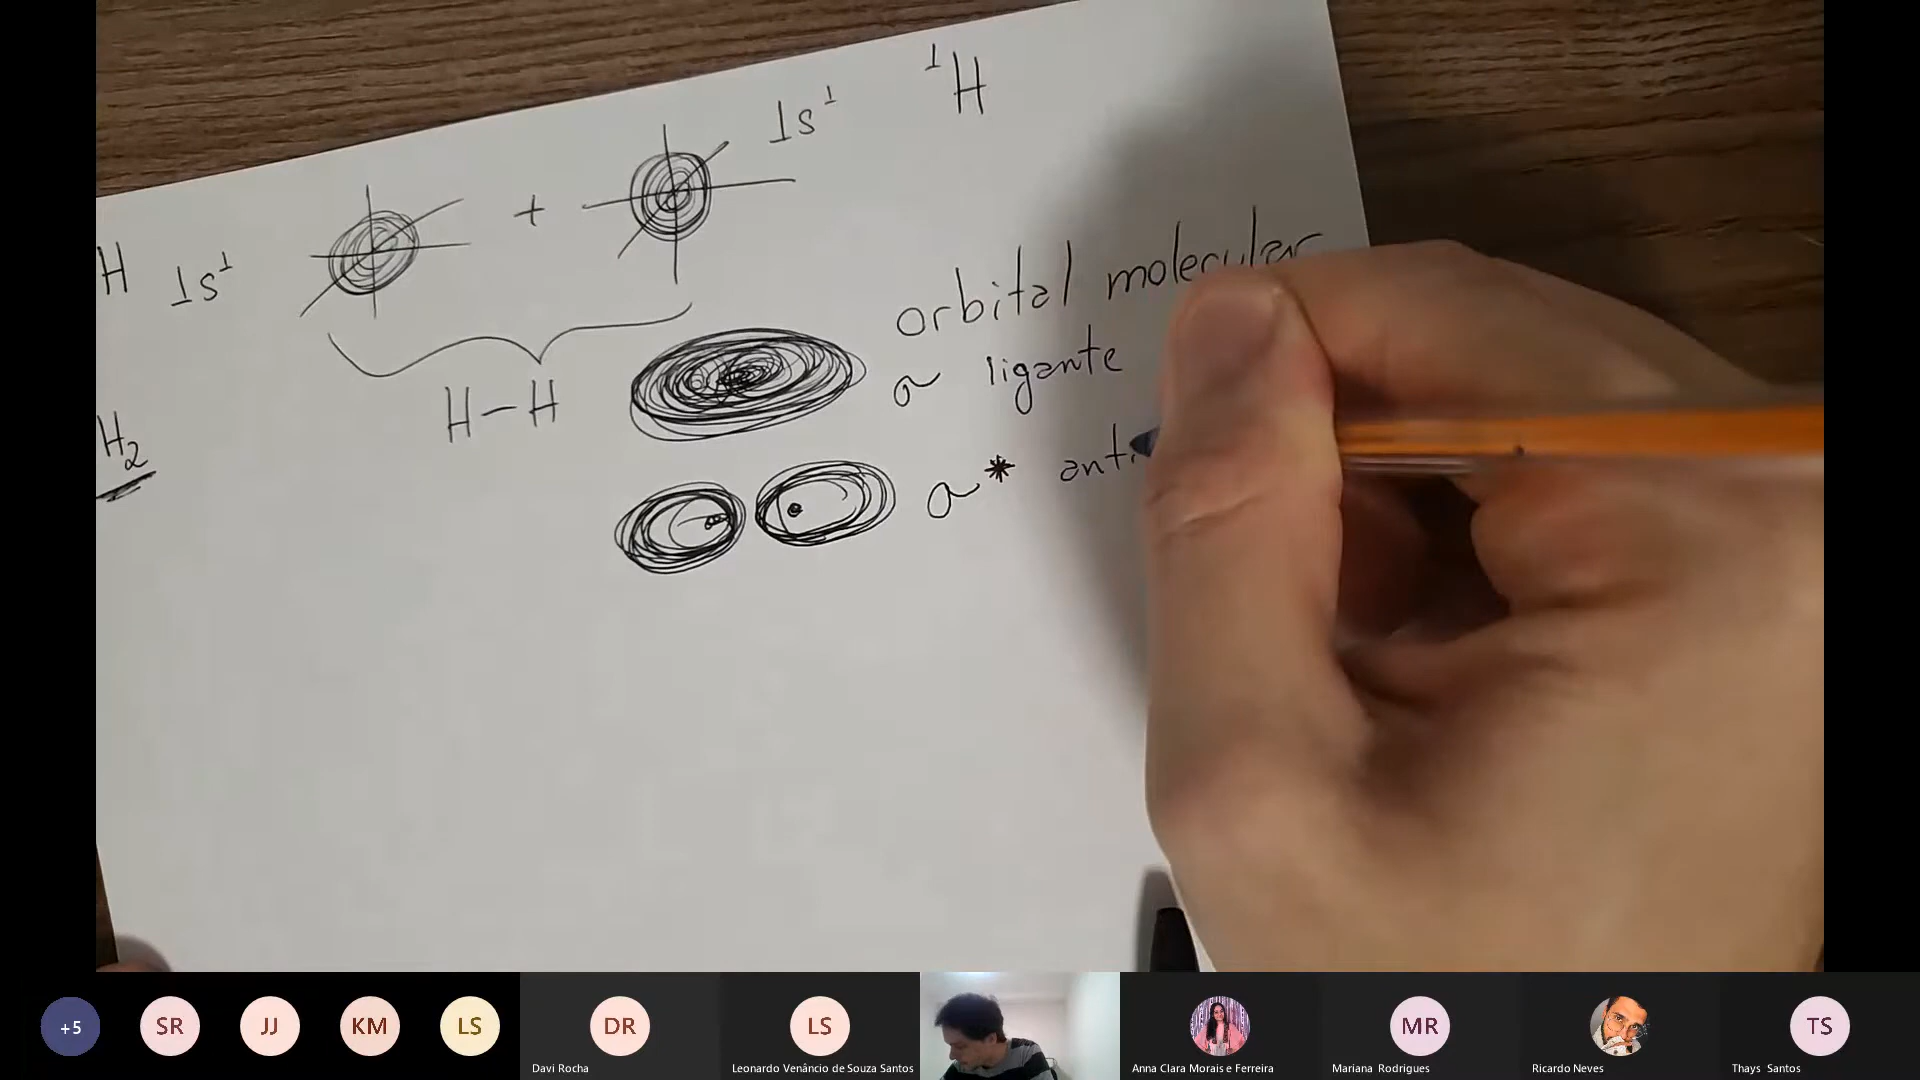 1s¹ ¹H
H 1s¹ +
orbital molecular
σ ligante
H-H
H₂
σ* anti
+5 SR JJ KM LS DR LS MR TS
Davi Rocha Leonardo Venâncio de Souza Santos Anna Clara Morais e Ferreira Mariana Rodrigues Ricardo Neves Thays Santos